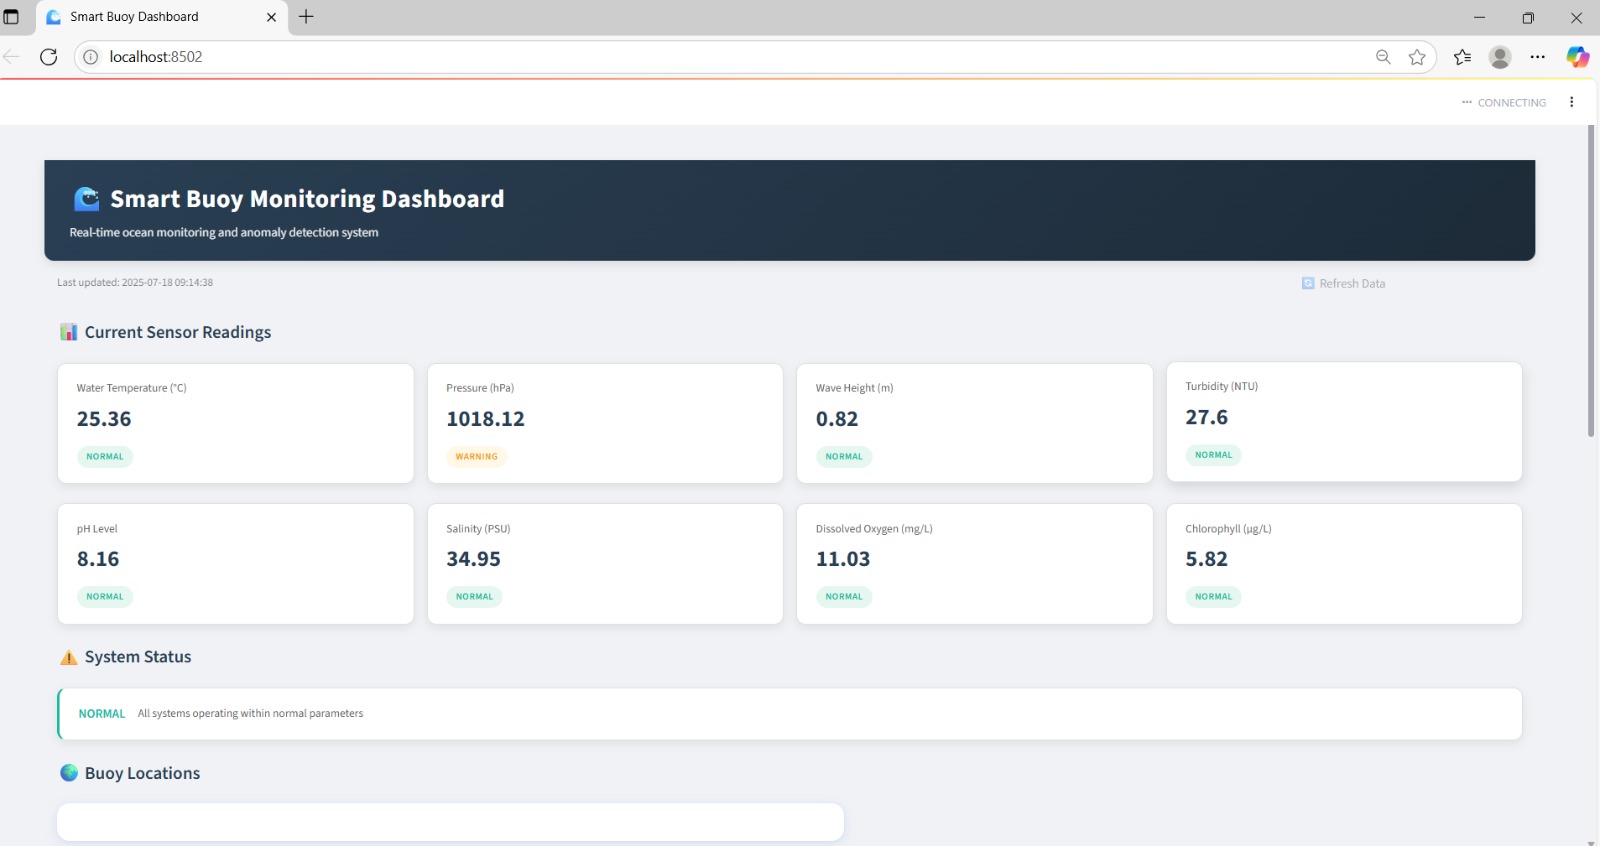 Smart Buoy Dashboard
localhost:8502
CONNECTING
Smart Buoy Monitoring Dashboard
Real-time ocean monitoring and anomaly detection system
Last updated: 2025-07-18 09:14:38
Refresh Data
Current Sensor Readings
Water Temperature (°C)
25.36
NORMAL
Pressure (hPa)
1018.12
WARNING
Wave Height (m)
0.82
NORMAL
Turbidity (NTU)
27.6
NORMAL
pH Level
8.16
NORMAL
Salinity (PSU)
34.95
NORMAL
Dissolved Oxygen (mg/L)
11.03
NORMAL
Chlorophyll (μg/L)
5.82
NORMAL
System Status
NORMAL All systems operating within normal parameters
Buoy Locations